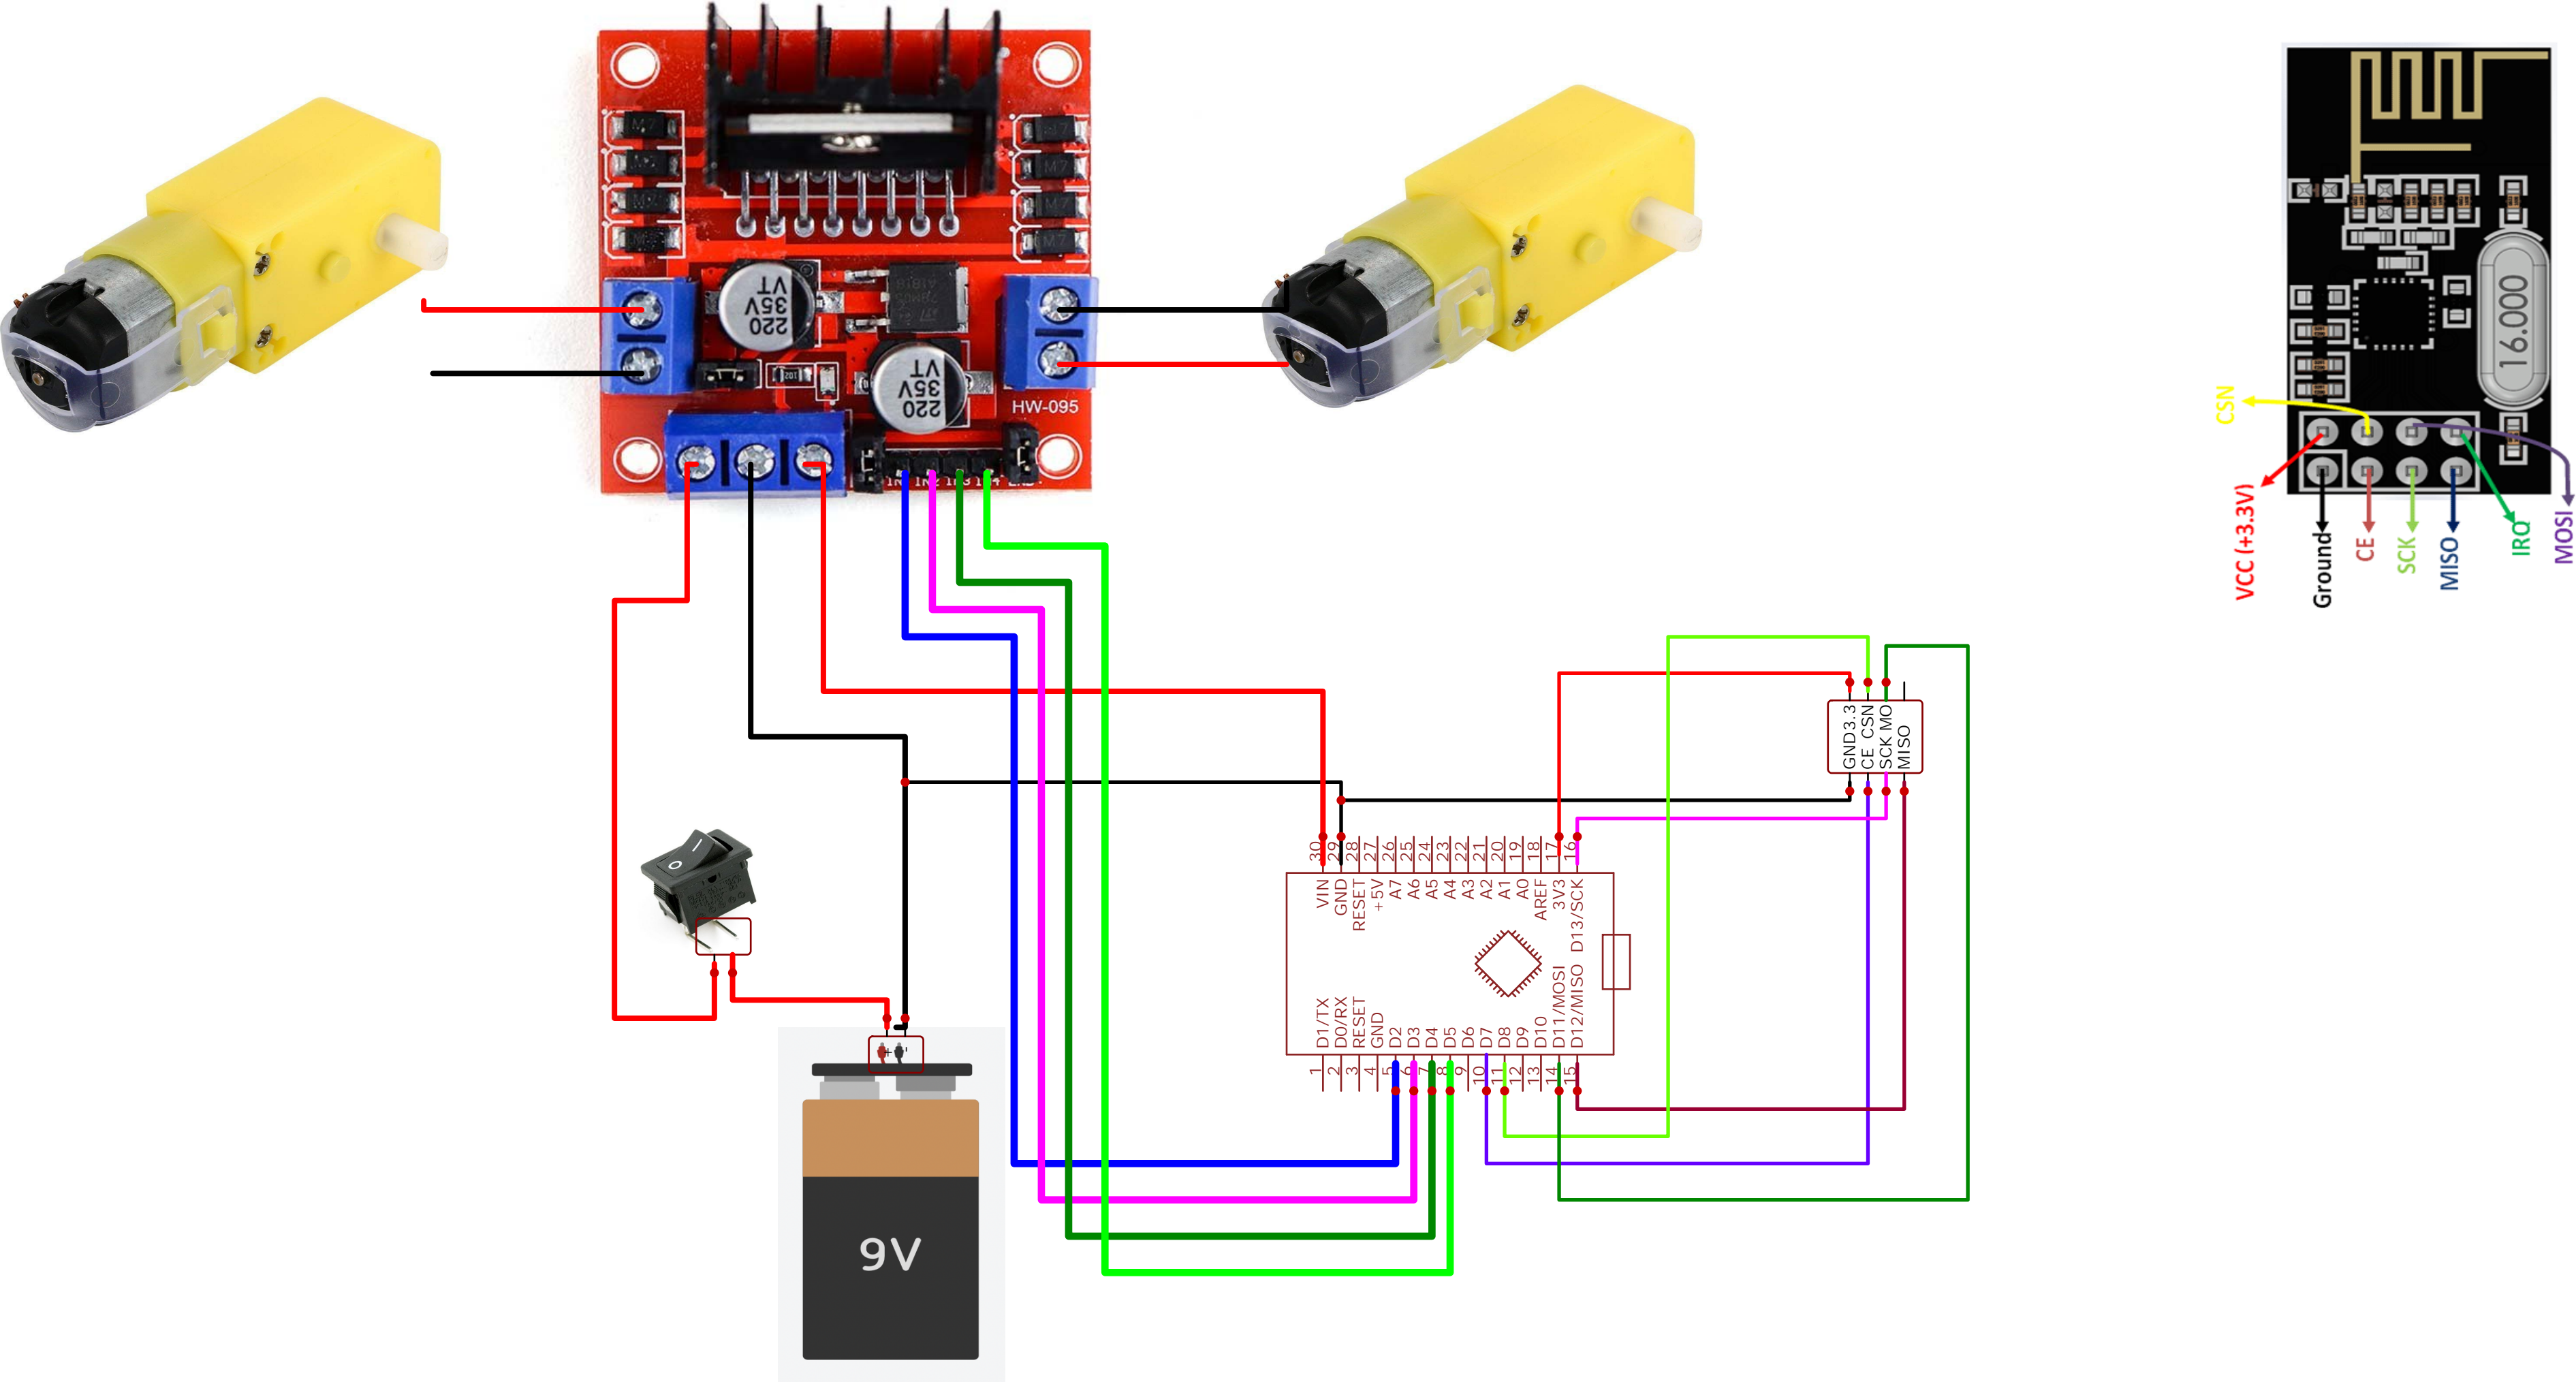 220
35V
VT
220
35V
VT
HW-095
M7
M7
16.000
CSN
VCC (+3.3V)
Ground
CE
SCK
MISO
IRQ
MOSI
GND 3.3
CE CSN
SCK MO
MISO
30
29
28
27
26
25
24
23
22
21
20
19
18
17
16
VIN
GND
RESET
+5V
A7
A6
A5
A4
A3
A2
A1
A0
AREF
3V3
D13/SCK
D1/TX
D0/RX
RESET
GND
D2
D3
D4
D5
D6
D7
D8
D9
D10
D11/MOSI
D12/MISO
1
2
3
4
5
6
7
8
9
10
11
12
13
14
15
+ -
9V